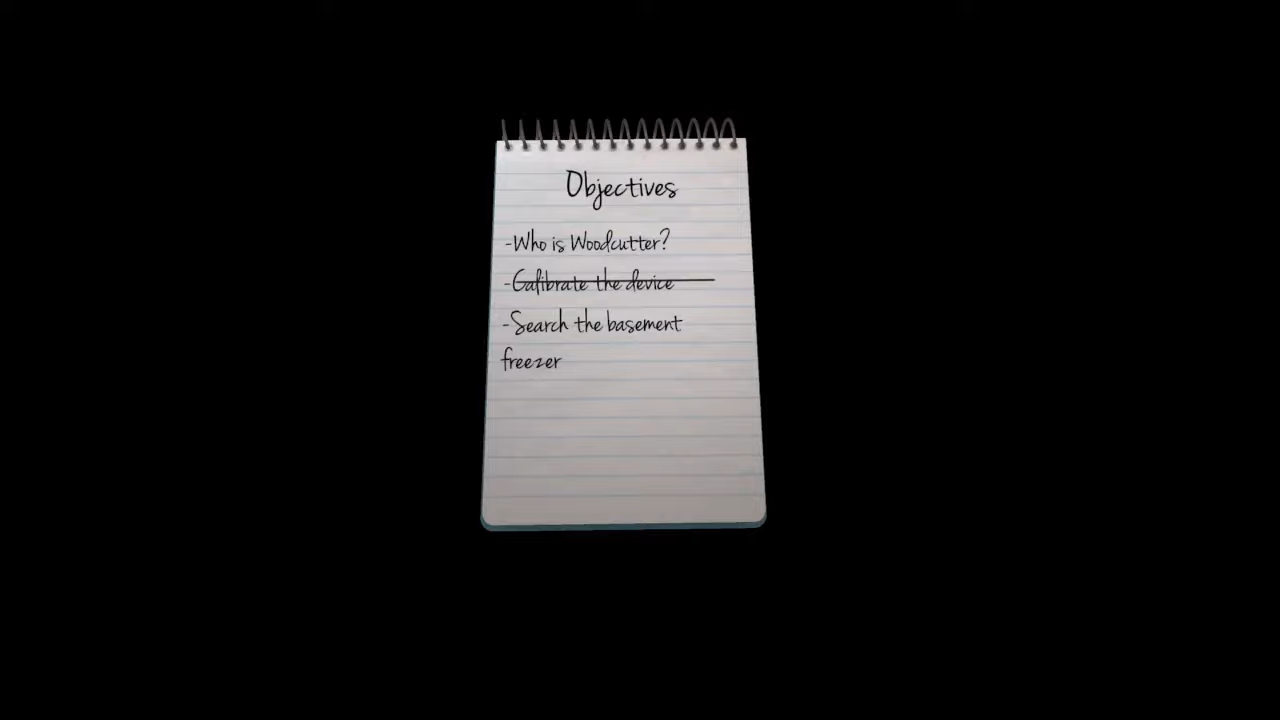 Objectives
-Who is Woodcutter?
-Calibrate the device
-Search the basement
freezer